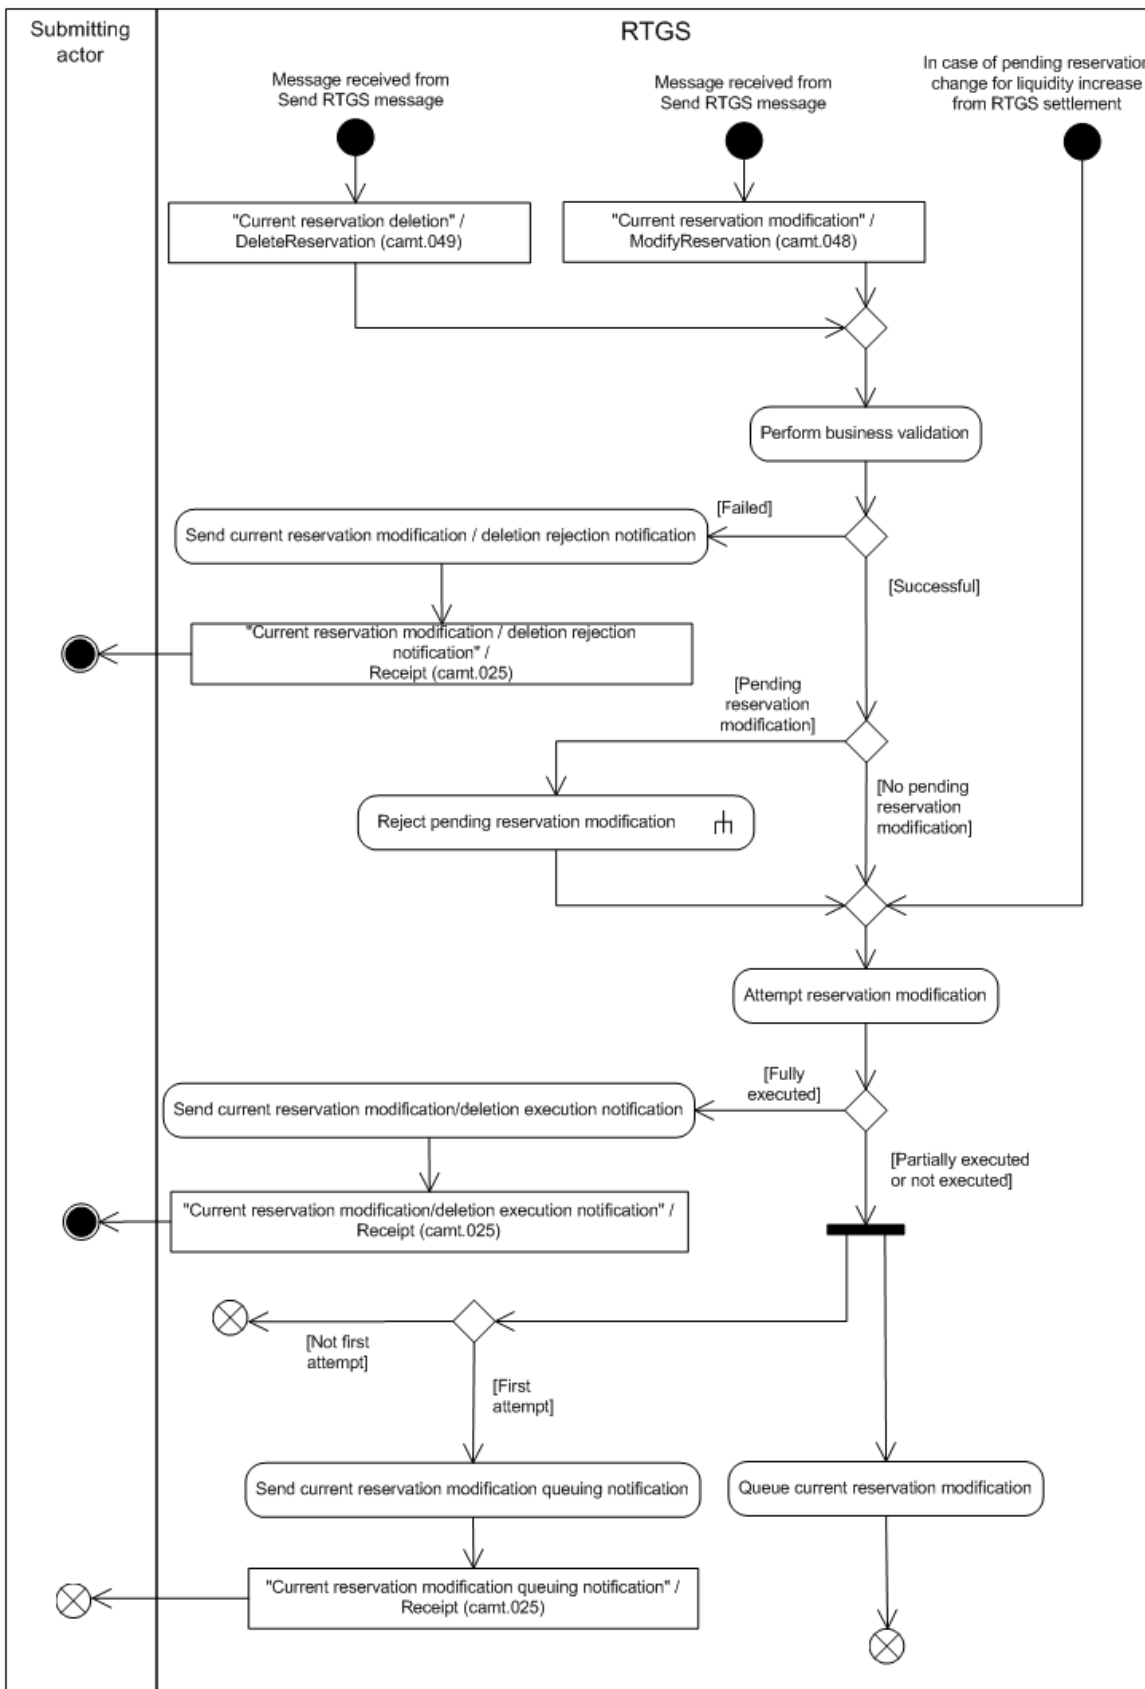 Submitting
actor
RTGS
Message received from
Send RTGS message
Message received from
Send RTGS message
In case of pending reservation
change for liquidity increase
from RTGS settlement
"Current reservation deletion" /
DeleteReservation (camt.049)
"Current reservation modification" /
ModifyReservation (camt.048)
Perform business validation
[Failed]
Send current reservation modification / deletion rejection notification
[Successful]
"Current reservation modification / deletion rejection
notification" /
Receipt (camt.025)
[Pending
reservation
modification]
[No pending
reservation
modification]
Reject pending reservation modification
Attempt reservation modification
[Fully
executed]
Send current reservation modification/deletion execution notification
[Partially executed
or not executed]
"Current reservation modification/deletion execution notification" /
Receipt (camt.025)
[Not first
attempt]
[First
attempt]
Send current reservation modification queuing notification
Queue current reservation modification
"Current reservation modification queuing notification" /
Receipt (camt.025)